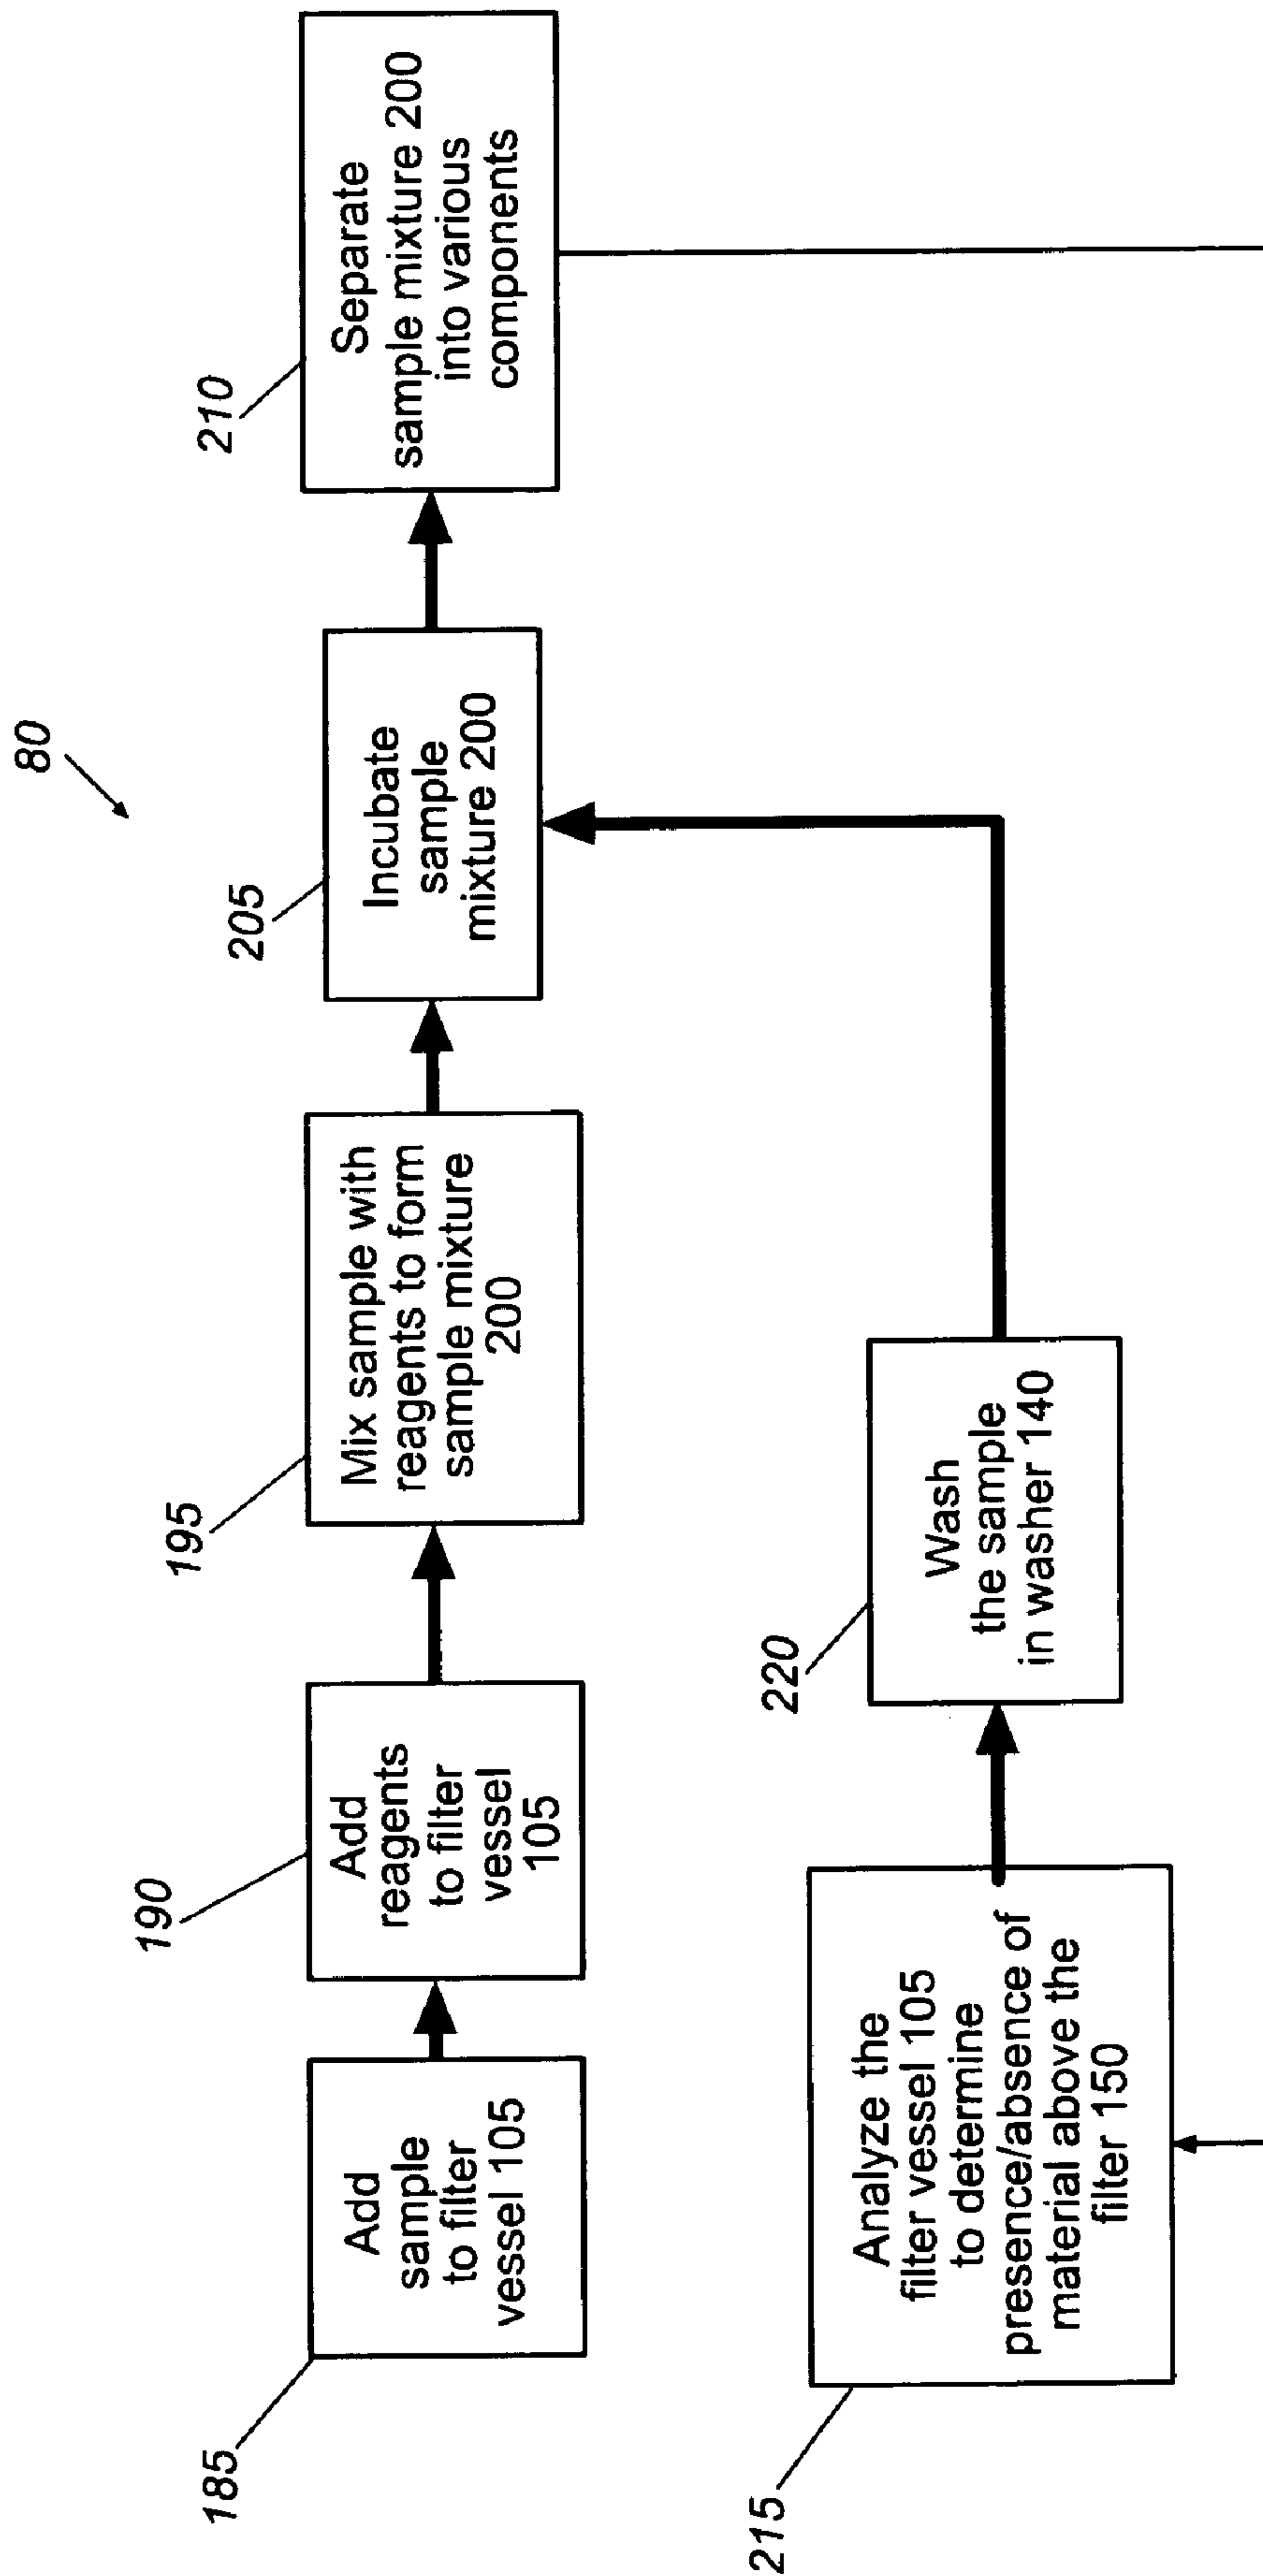 80
185
Add
sample
to filter
vessel 105
190
Add
reagents
to filter
vessel
105
195
Mix sample with
reagents to form
sample mixture
200
205
Incubate
sample
mixture 200
210
Separate
sample mixture 200
into various
components
215
Analyze the
filter vessel 105
to determine
presence/absence of
material above the
filter 150
220
Wash
the sample
in washer 140